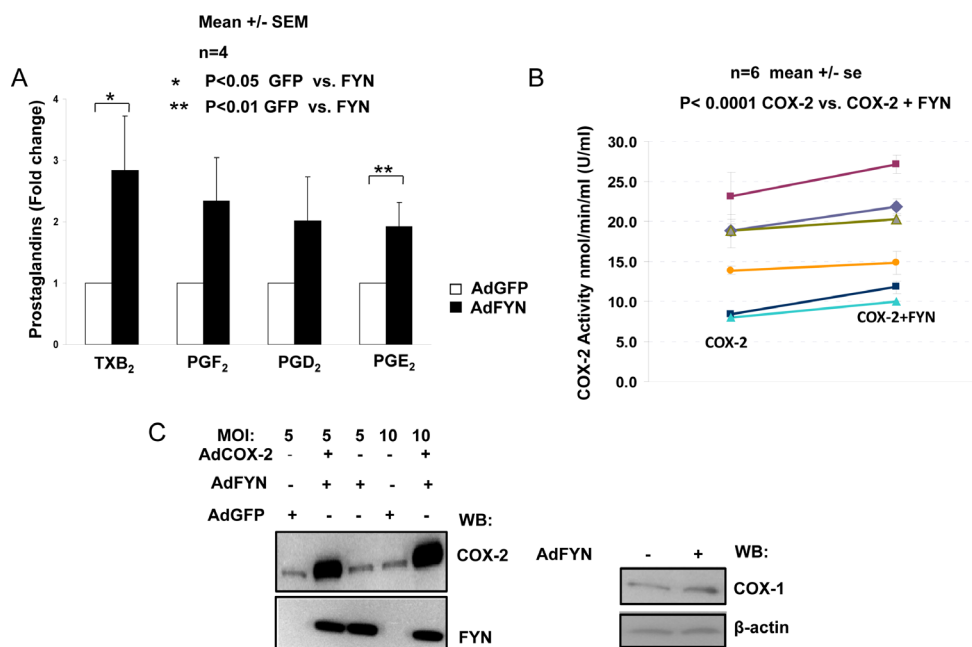 Mean +/- SEM
n=4
* P<0.05 GFP vs. FYN
** P<0.01 GFP vs. FYN
A
Prostaglandins (Fold change)
4
3
2
1
0
*
**
TXB₂ PGF₂ PGD₂ PGE₂
AdGFP
AdFYN
B
n=6 mean +/- se
P< 0.0001 COX-2 vs. COX-2 + FYN
COX-2 Activity nmol/min/ml (U/ml)
30.0
25.0
20.0
15.0
10.0
5.0
0.0
COX-2
COX-2+FYN
C
MOI: 5 5 5 10 10
AdCOX-2 - + - - +
AdFYN - + + - +
AdGFP + - - + -
WB:
COX-2
FYN
AdFYN - + WB:
COX-1
β-actin